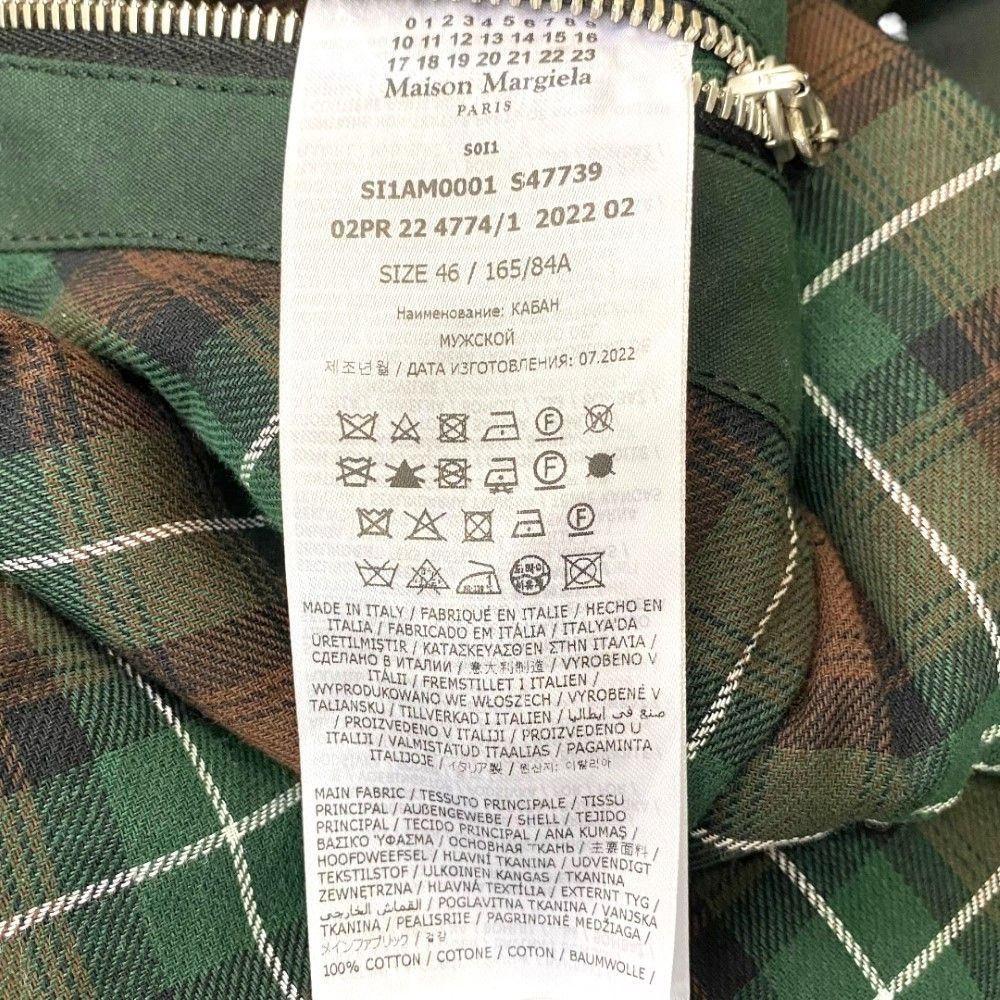 0 1 2 3 4 5 6 7 8 9
10 11 12 13 14 15 16
17 18 19 20 21 22 23
Maison Margiela
PARIS
S0I1
SI1AM0001 S47739
02PR 22 4774/1 2022 02
SIZE 46 / 165/84A
Наименование: КАБАН
МУЖСКОЙ
제조년월 / ДАТА ИЗГОТОВЛЕНИЯ: 07.2022
F
F
F
드라이
MADE IN ITALY / FABRIQUÉ EN ITALIE / HECHO EN
ITALIA / FABRICADO EM ITÁLIA / ITALYA'DA
ÜRETILMIŞTIR / ΚΑΤΑΣΚΕΥΑΣΘΕΝ ΣΤΗΝ ΙΤΑΛΙΑ /
СДЕЛАНО В ИТАЛИИ / 意大利制造 / VYROBENO V
ITÁLII / FREMSTILLET I ITALIEN /
WYPRODUKOWANO WE WŁOSZECH / VYROBENÉ V
TALIANSKU / TILLVERKAD I ITALIEN / صنع في ايطاليا
/ PROIZVEDENO V ITALIJI / PROIZVEDENO U
ITALIJI / VALMISTATUD ITAALIAS / PAGAMINTA
ITALIJOJE / イタリア製 / 원산지: 이탈리아
MAIN FABRIC / TESSUTO PRINCIPALE / TISSU
PRINCIPAL / AUßENGEWEBE / SHELL / TEJIDO
PRINCIPAL / TECIDO PRINCIPAL / ANA KUMAŞ /
ΒΑΣΙΚΟ ΎΦΑΣΜΑ / ОСНОВНАЯ ТКАНЬ / 主要面料 /
HOOFDWEEFSEL / HLAVNÍ TKANINA / UDVENDIGT
TEKSTILSTOF / ULKOINEN KANGAS / TKANINA
ZEWNĘTRZNA / HLAVNÁ TEXTÍLIA / EXTERNT TYG /
القماش الخارجي / POGLAVITNA TKANINA / VANJSKA
TKANINA / PEALISRIIE / PAGRINDINĖ MEDŽIAGA /
メインファブリック / 겉감
100% COTTON / COTONE / COTON / BAUMWOLLE /